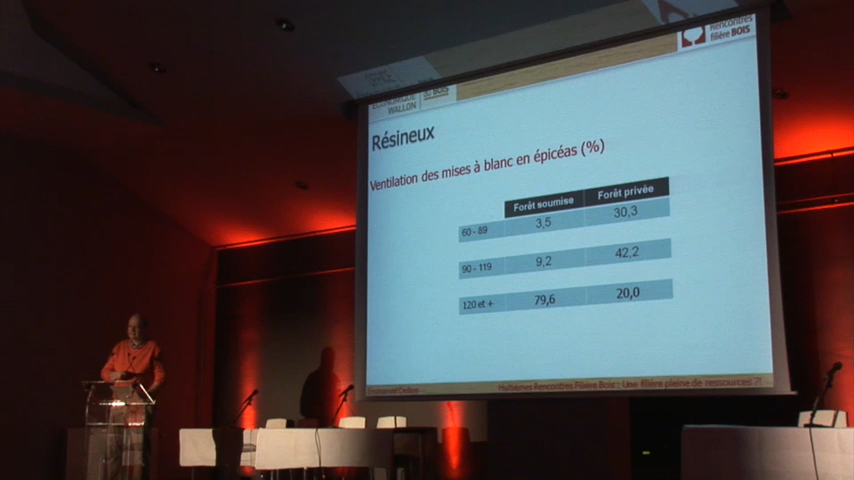 Rencontres
filière BOIS
WALLON
Résineux
Ventilation des mises à blanc en épicéas (%)
Forêt soumise Forêt privée
60 - 89 3,5 30,3
90 - 119 9,2 42,2
120 et + 79,6 20,0
Huitièmes Rencontres Filière Bois : Une filière pleine de ressources ?!